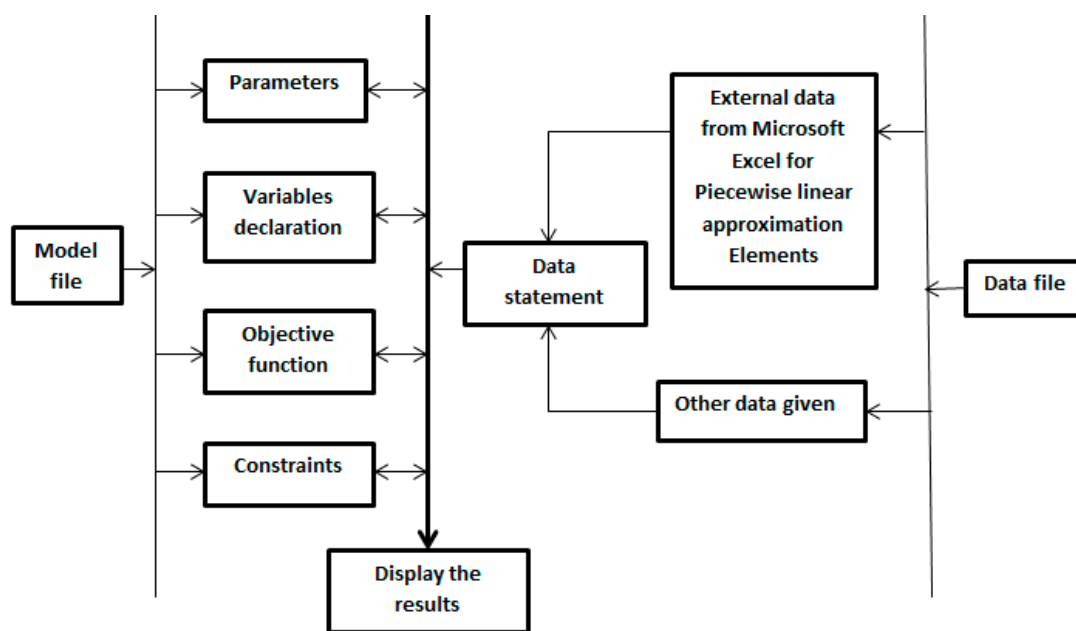 Parameters
Variables
declaration
Model
file
Objective
function
Constraints
Display the
results
Data
statement
External data
from Microsoft
Excel for
Piecewise linear
approximation
Elements
Other data given
Data file